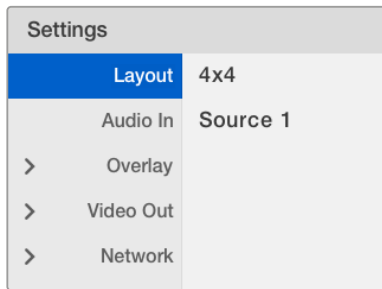 Settings
Layout 4x4
Audio In Source 1
Overlay
Video Out
Network